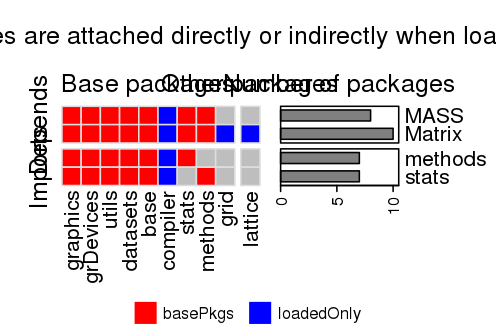 es are attached directly or indirectly when loa
Base packages
Other packages
Number of packages
Depends
Imports
MASS
Matrix
methods
stats
graphics
grDevices
utils
datasets
base
compiler
stats
methods
grid
lattice
0
5
10
basePkgs
loadedOnly